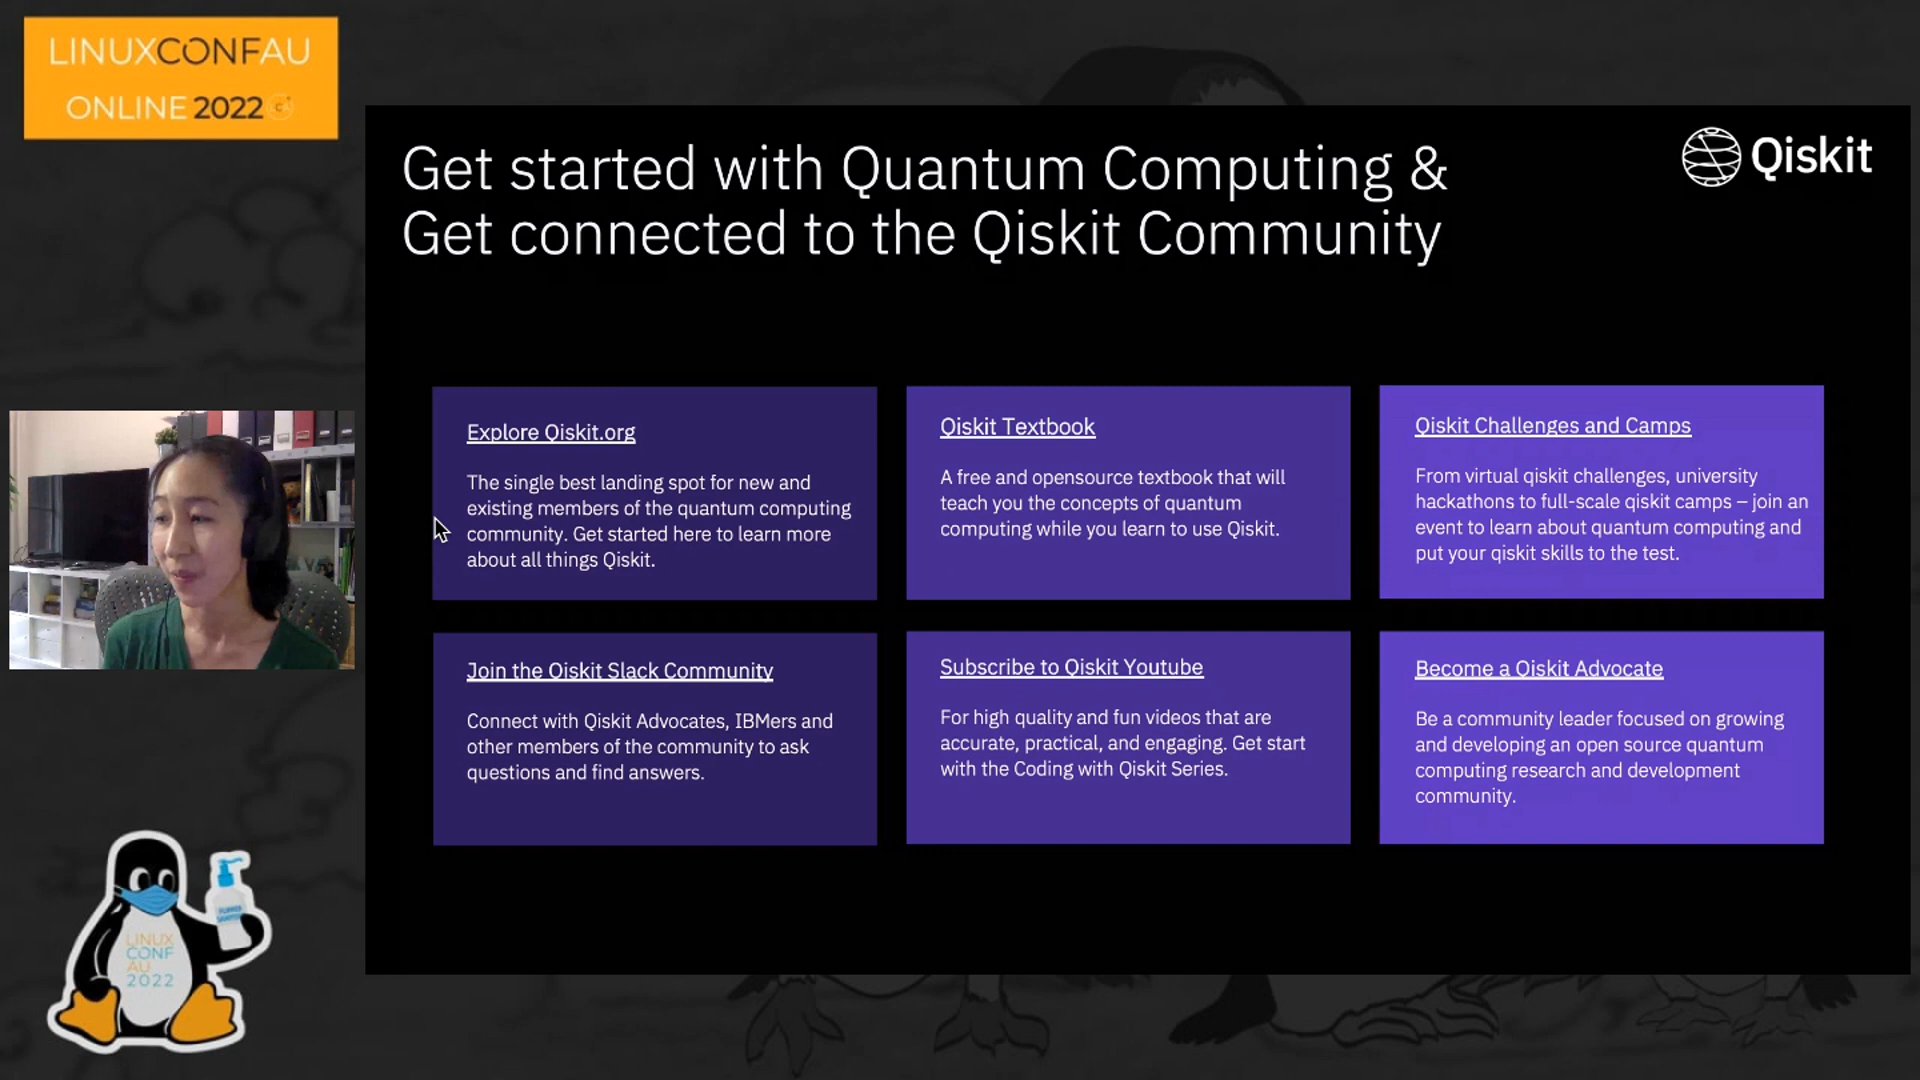 LINUXCONFAU
ONLINE 2022
Get started with Quantum Computing &
Get connected to the Qiskit Community
Qiskit
Explore Qiskit.org
The single best landing spot for new and
existing members of the quantum computing
community. Get started here to learn more
about all things Qiskit.
Qiskit Textbook
A free and opensource textbook that will
teach you the concepts of quantum
computing while you learn to use Qiskit.
Qiskit Challenges and Camps
From virtual qiskit challenges, university
hackathons to full-scale qiskit camps – join an
event to learn about quantum computing and
put your qiskit skills to the test.
Join the Qiskit Slack Community
Connect with Qiskit Advocates, IBMers and
other members of the community to ask
questions and find answers.
Subscribe to Qiskit Youtube
For high quality and fun videos that are
accurate, practical, and engaging. Get start
with the Coding with Qiskit Series.
Become a Qiskit Advocate
Be a community leader focused on growing
and developing an open source quantum
computing research and development
community.
LINUX
CONF
AU
2022